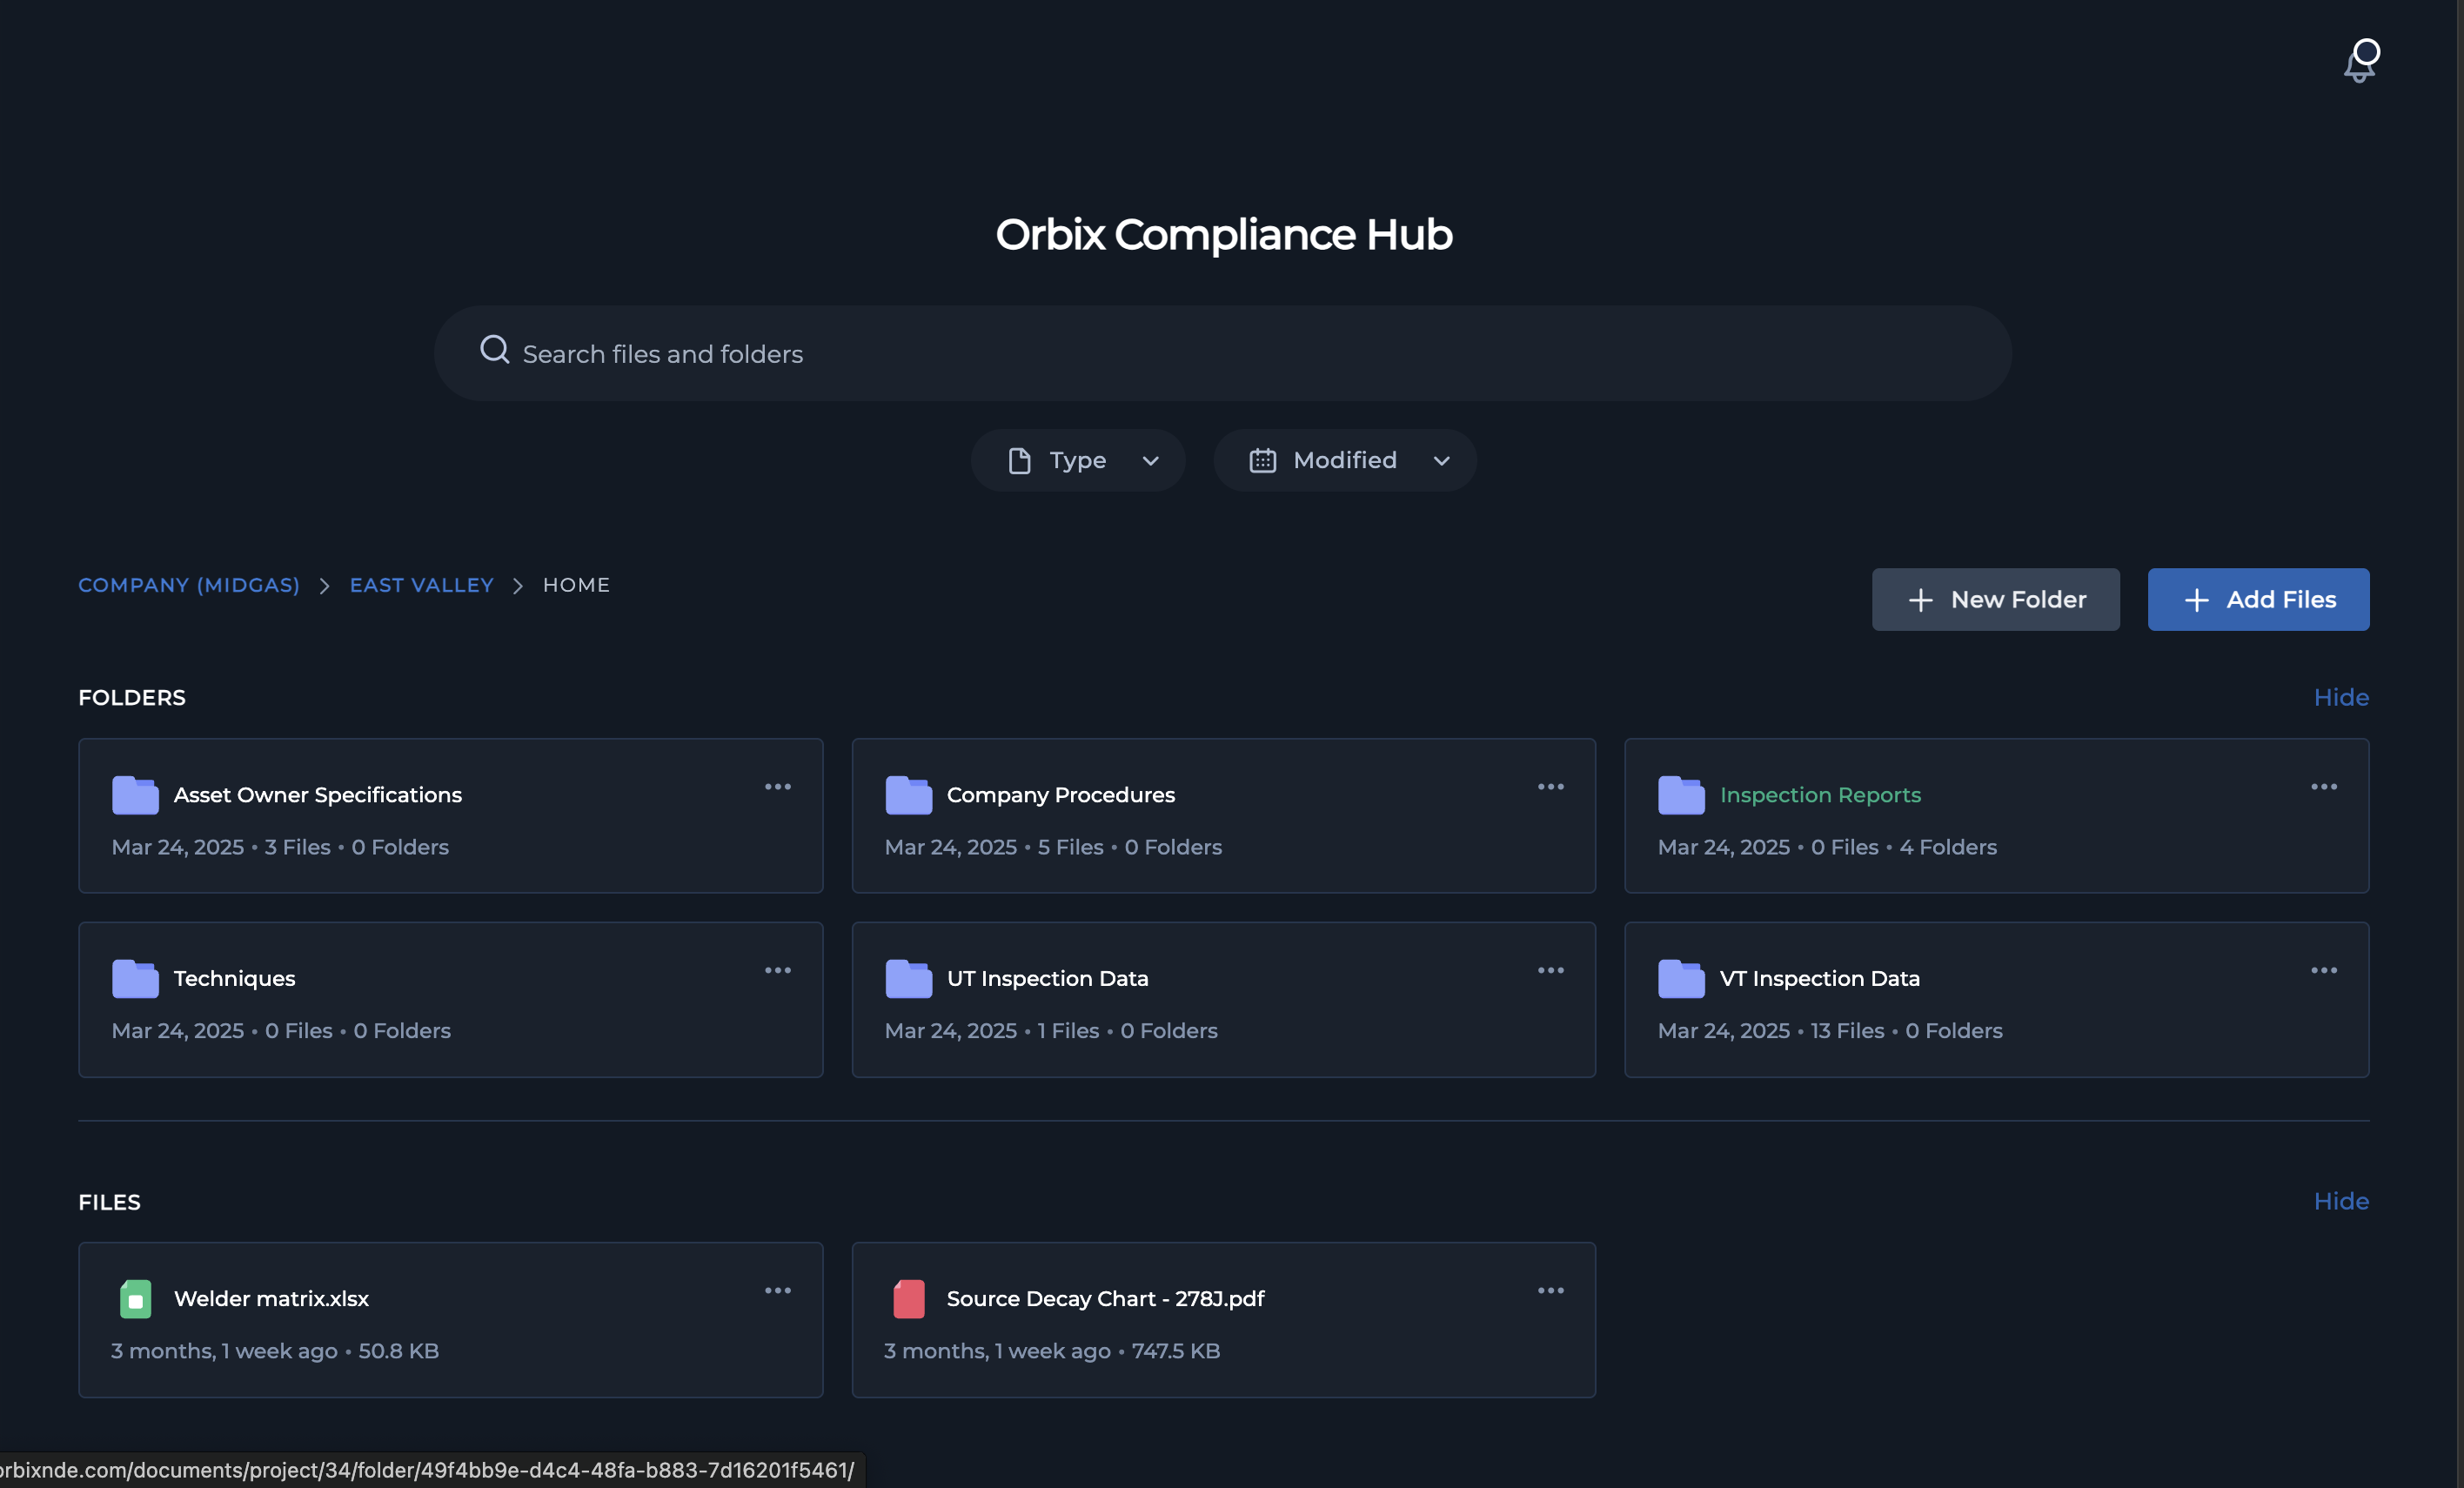 Orbix Compliance Hub
Search files and folders
Type
Modified
COMPANY (MIDGAS) > EAST VALLEY > HOME
+ New Folder
+ Add Files
FOLDERS
Hide
Asset Owner Specifications
Mar 24, 2025 • 3 Files • 0 Folders
Company Procedures
Mar 24, 2025 • 5 Files • 0 Folders
Inspection Reports
Mar 24, 2025 • 0 Files • 4 Folders
Techniques
Mar 24, 2025 • 0 Files • 0 Folders
UT Inspection Data
Mar 24, 2025 • 1 Files • 0 Folders
VT Inspection Data
Mar 24, 2025 • 13 Files • 0 Folders
FILES
Hide
Welder matrix.xlsx
3 months, 1 week ago • 50.8 KB
Source Decay Chart - 278J.pdf
3 months, 1 week ago • 747.5 KB
orbixnde.com/documents/project/34/folder/49f4bb9e-d4c4-48fa-b883-7d16201f5461/